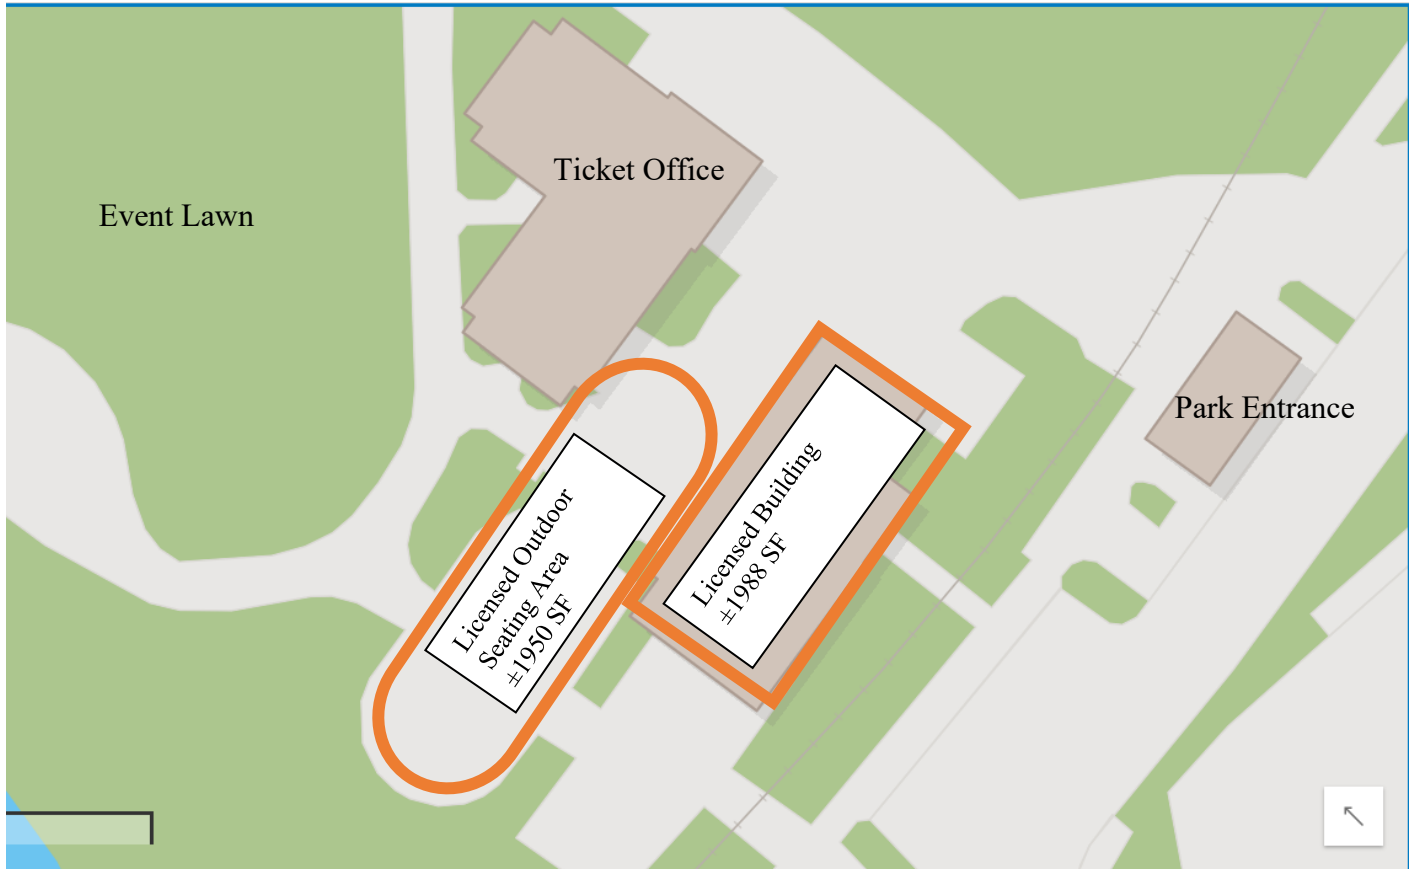 Ticket Office
Event Lawn
Park Entrance
Licensed Outdoor
Seating Area
±1950 SF
Licensed Building
±1988 SF